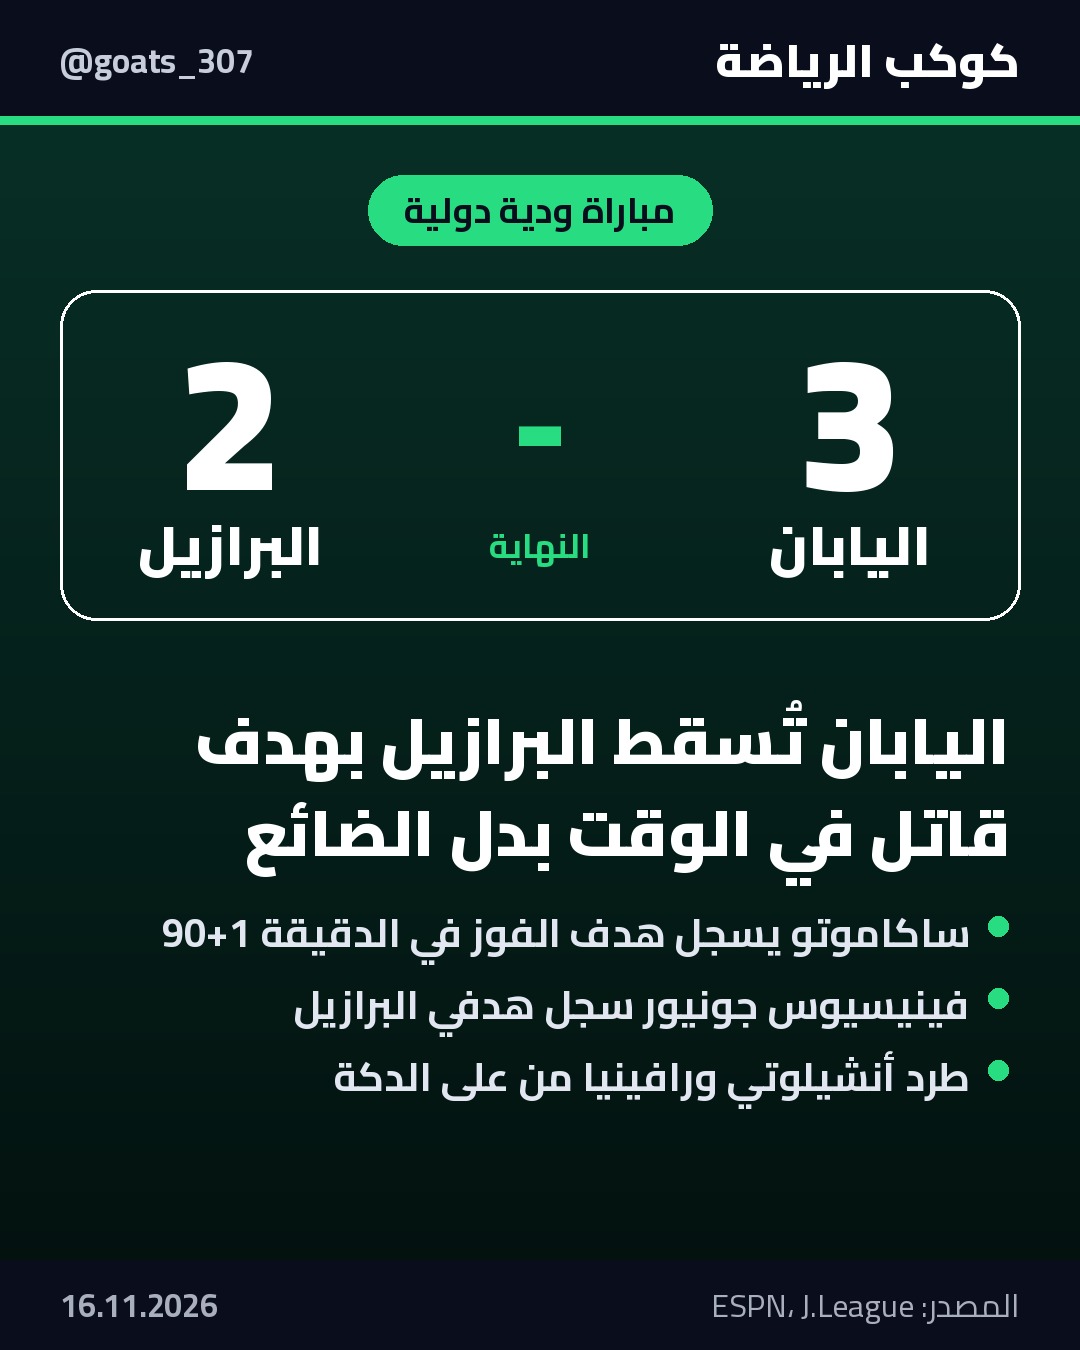 كوكب الرياضة
@goats_307
مباراة ودية دولية
3 - 2
اليابان النهاية البرازيل
اليابان تُسقط البرازيل بهدف
قاتل في الوقت بدل الضائع
ساكاموتو يسجل هدف الفوز في الدقيقة 90+1
فينيسيوس جونيور سجل هدفي البرازيل
طرد أنشيلوتي ورافينيا من على الدكة
المصدر: ESPN، J.League
16.11.2026